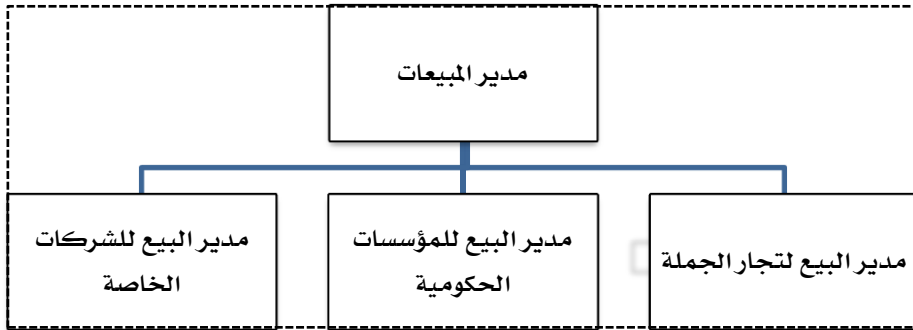 مدير المبيعات
مدير البيع لتجار الجملة
مدير البيع للمؤسسات
الحكومية
مدير البيع للشركات
الخاصة